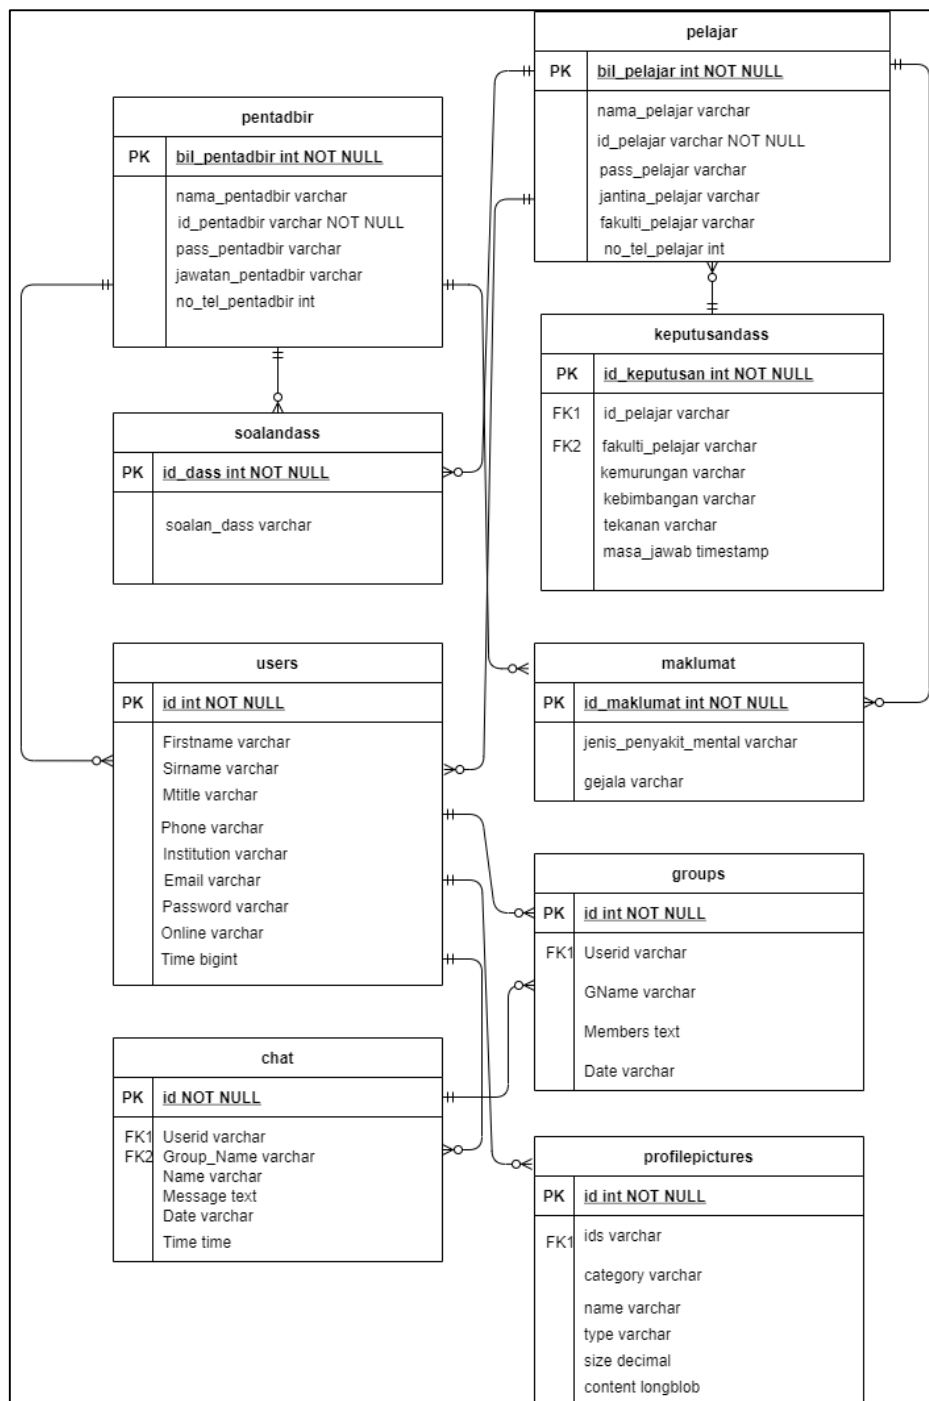 pelajar
PK bil_pelajar int NOT NULL
nama_pelajar varchar
id_pelajar varchar NOT NULL
pass_pelajar varchar
jantina_pelajar varchar
fakulti_pelajar varchar
no_tel_pelajar int
pentadbir
PK bil_pentadbir int NOT NULL
nama_pentadbir varchar
id_pentadbir varchar NOT NULL
pass_pentadbir varchar
jawatan_pentadbir varchar
no_tel_pentadbir int
keputusandass
PK id_keputusan int NOT NULL
FK1 id_pelajar varchar
FK2 fakulti_pelajar varchar
kemurungan varchar
kebimbangan varchar
tekanan varchar
masa_jawab timestamp
soalandass
PK id_dass int NOT NULL
soalan_dass varchar
users
PK id int NOT NULL
Firstname varchar
Sirname varchar
Mtitle varchar
Phone varchar
Institution varchar
Email varchar
Password varchar
Online varchar
Time bigint
maklumat
PK id_maklumat int NOT NULL
jenis_penyakit_mental varchar
gejala varchar
groups
PK id int NOT NULL
FK1 Userid varchar
GName varchar
Members text
Date varchar
chat
PK id NOT NULL
FK1 Userid varchar
FK2 Group_Name varchar
Name varchar
Message text
Date varchar
Time time
profilepictures
PK id int NOT NULL
FK1 ids varchar
category varchar
name varchar
type varchar
size decimal
content longblob